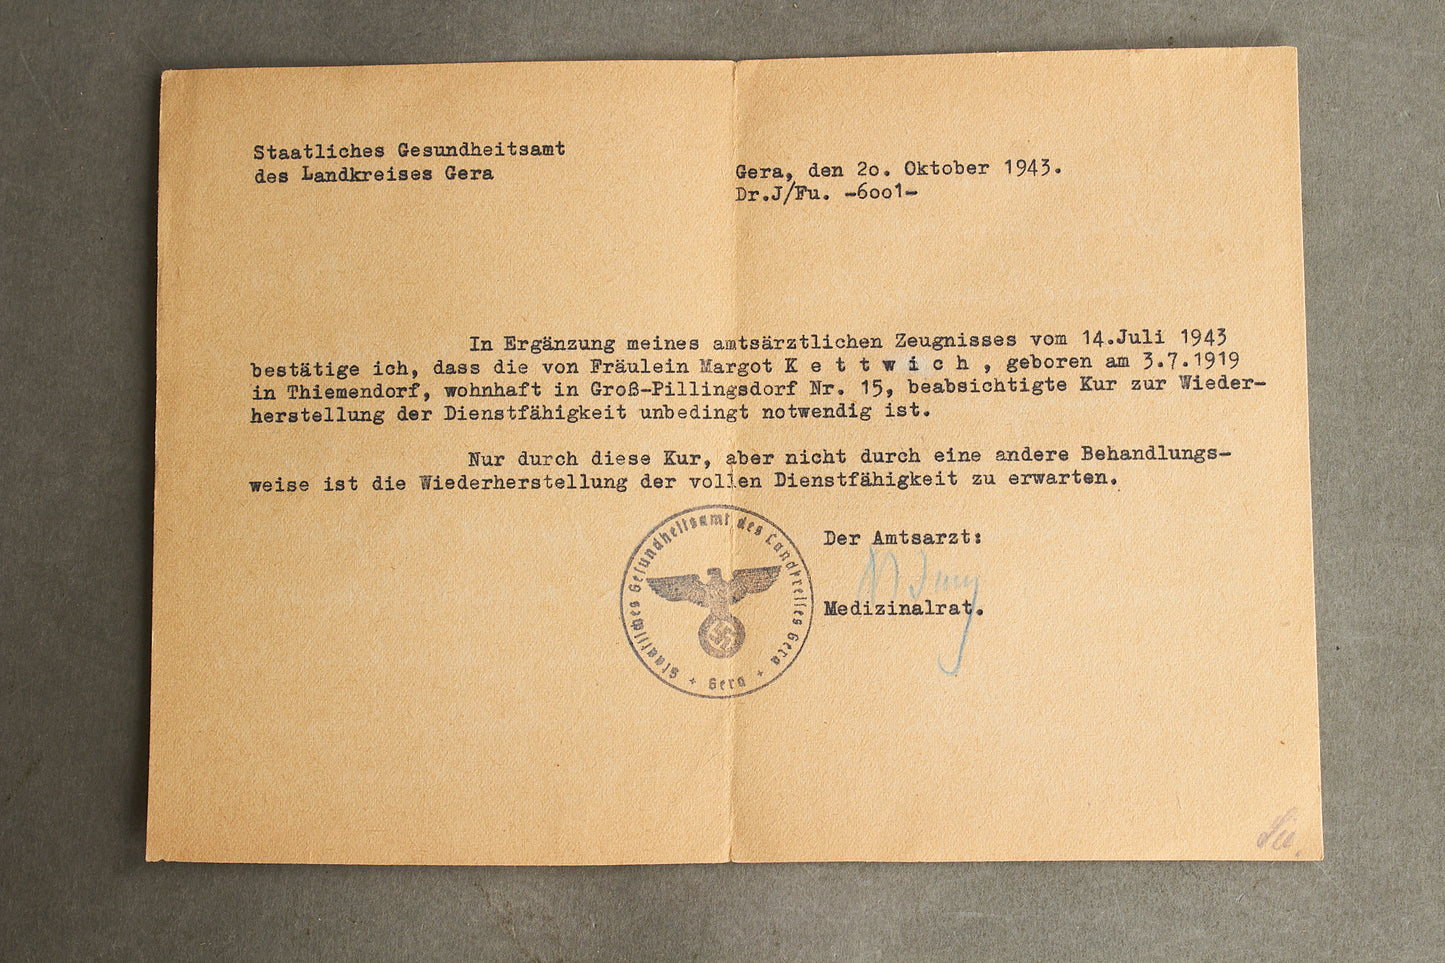 Staatliches Gesundheitsamt
des Landkreises Gera
Gera, den 2o. Oktober 1943.
Dr.J/Fu. -6oo1-
In Ergänzung meines amtsärztlichen Zeugnisses vom 14.Juli 1943
bestätige ich, dass die von Fräulein Margot K e t t w i c h , geboren am 3.7.1919
in Thiemendorf, wohnhaft in Groß-Pillingsdorf Nr. 15, beabsichtigte Kur zur Wieder-
herstellung der Dienstfähigkeit unbedingt notwendig ist.
Nur durch diese Kur, aber nicht durch eine andere Behandlungs-
weise ist die Wiederherstellung der vollen Dienstfähigkeit zu erwarten.
Der Amtsarzt:
Medizinalrat.
Staatliches Gesundheitsamt des Landkreises Gera
+ Gera +